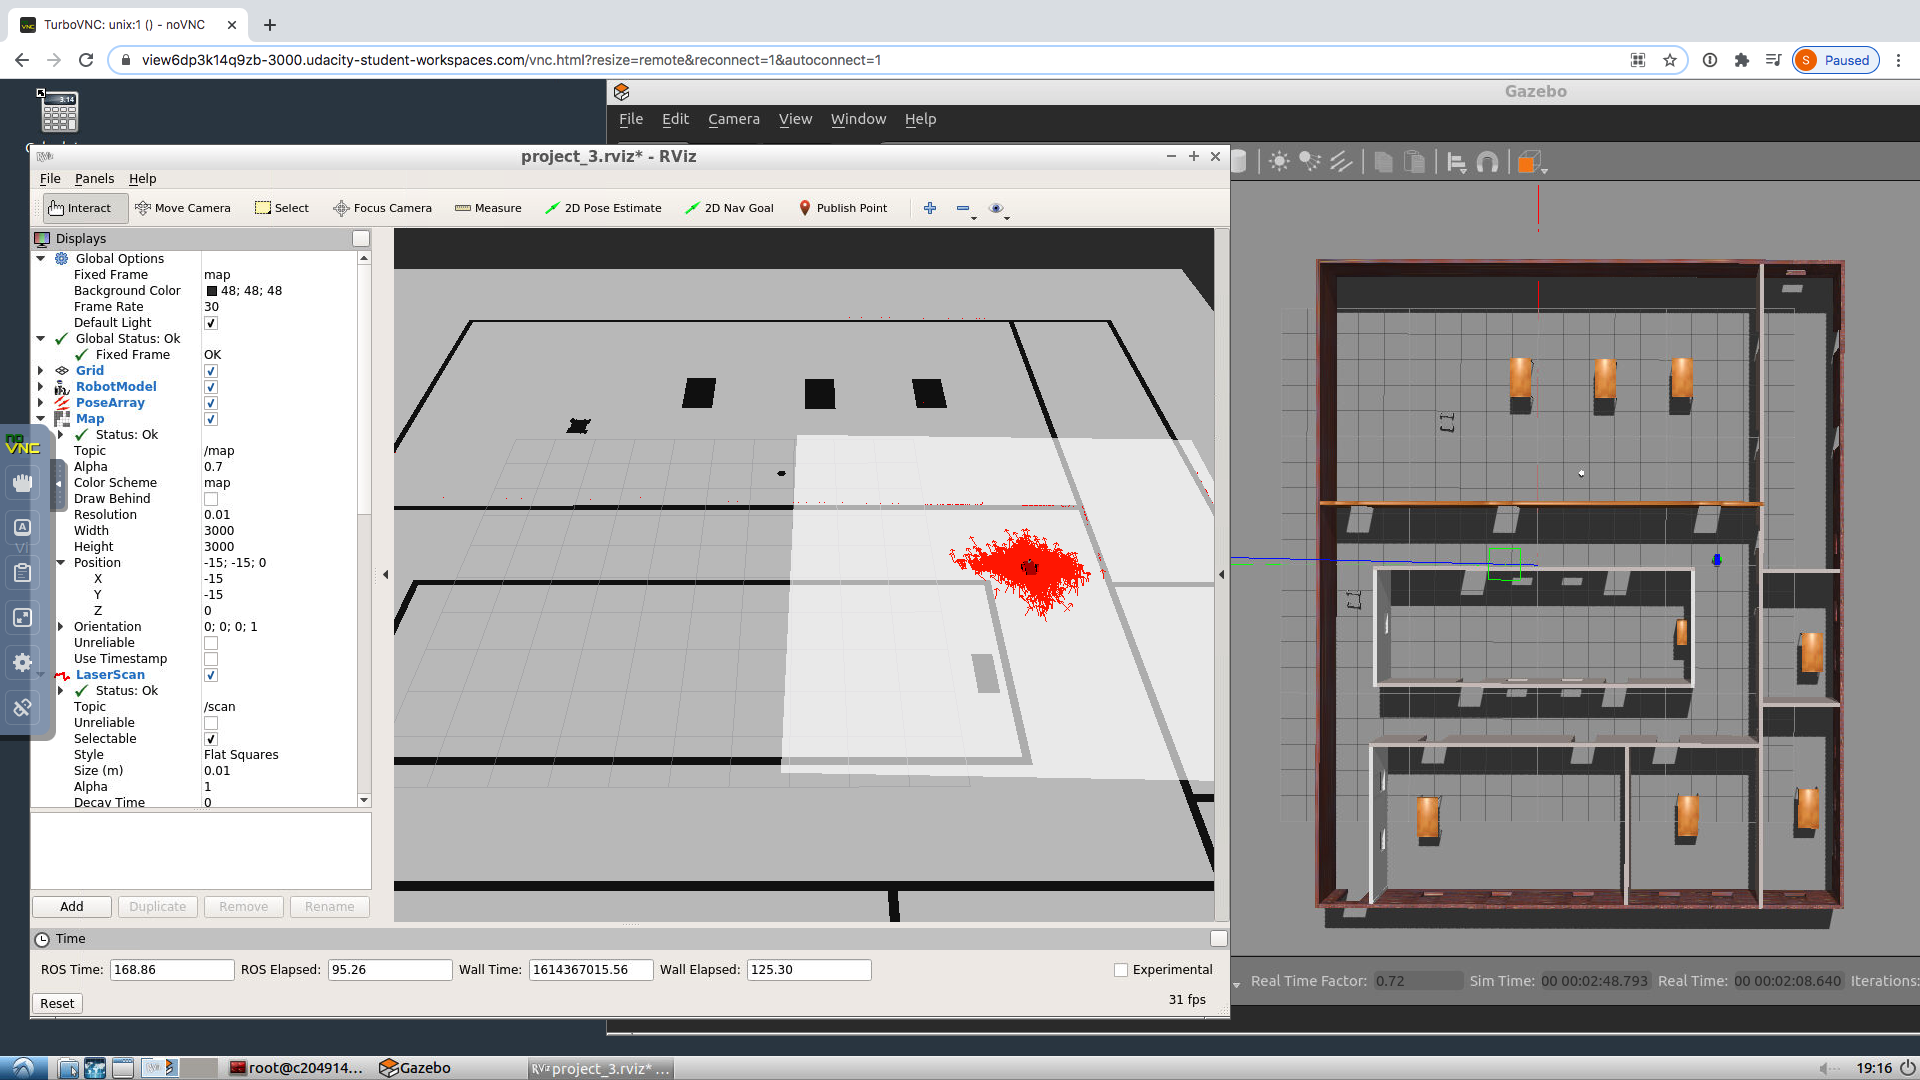 TurboVNC: unix:1 () - noVNC
view6dp3k14q9zb-3000.udacity-student-workspaces.com/vnc.html?resize=remote&reconnect=1&autoconnect=1
S Paused
3.14
Gazebo
File Edit Camera View Window Help
project_3.rviz* - RViz
File Panels Help
Interact Move Camera Select Focus Camera Measure 2D Pose Estimate 2D Nav Goal Publish Point
Displays
Global Options
Fixed Frame map
Background Color 48; 48; 48
Frame Rate 30
Default Light
Global Status: Ok
Fixed Frame OK
Grid
RobotModel
PoseArray
Map
Status: Ok
Topic /map
Alpha 0.7
Color Scheme map
Draw Behind
Resolution 0.01
Width 3000
Height 3000
Position -15; -15; 0
X -15
Y -15
Z 0
Orientation 0; 0; 0; 1
Unreliable
Use Timestamp
LaserScan
Status: Ok
Topic /scan
Unreliable
Selectable
Style Flat Squares
Size (m) 0.01
Alpha 1
Decay Time 0
no
VNC
A
Add Duplicate Remove Rename
Time
ROS Time: 168.86 ROS Elapsed: 95.26 Wall Time: 1614367015.56 Wall Elapsed: 125.30 Experimental
Reset 31 fps
Real Time Factor: 0.72 Sim Time: 00 00:02:48.793 Real Time: 00 00:02:08.640 Iterations:
root@c204914... Gazebo project_3.rviz* ... 19:16